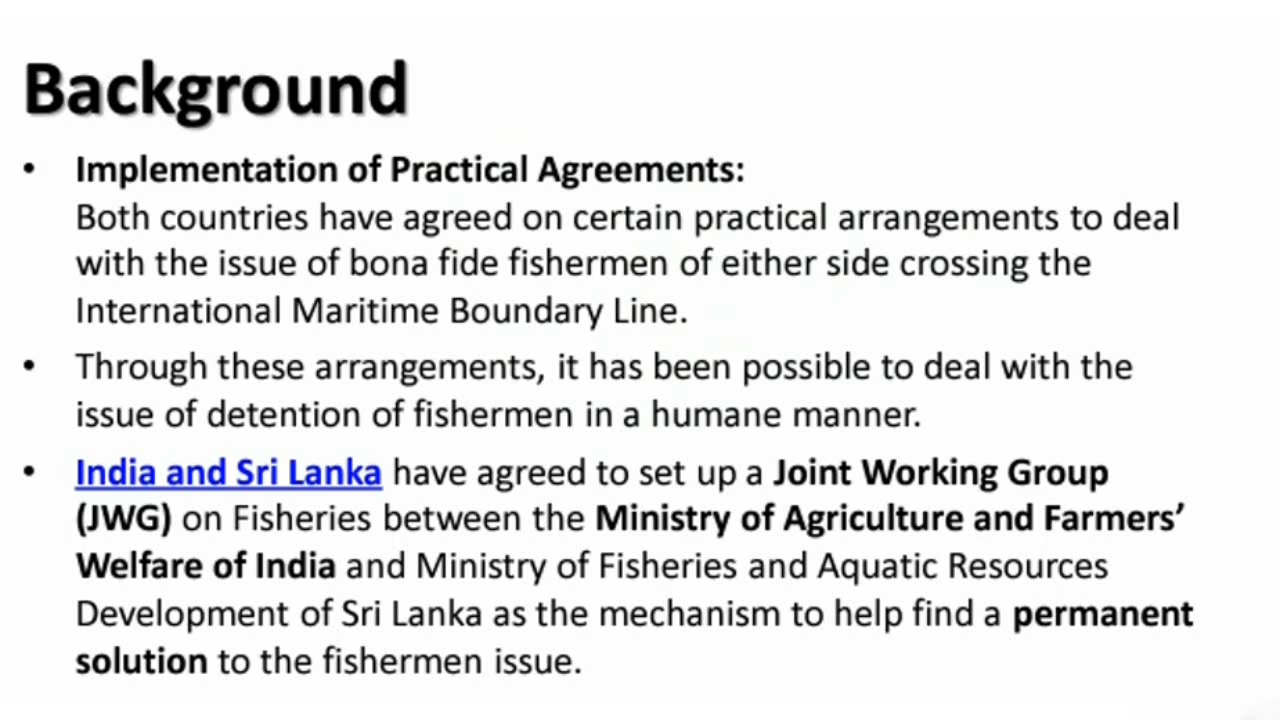 Background
• Implementation of Practical Agreements:
Both countries have agreed on certain practical arrangements to deal
with the issue of bona fide fishermen of either side crossing the
International Maritime Boundary Line.
• Through these arrangements, it has been possible to deal with the
issue of detention of fishermen in a humane manner.
• India and Sri Lanka have agreed to set up a Joint Working Group
(JWG) on Fisheries between the Ministry of Agriculture and Farmers’
Welfare of India and Ministry of Fisheries and Aquatic Resources
Development of Sri Lanka as the mechanism to help find a permanent
solution to the fishermen issue.